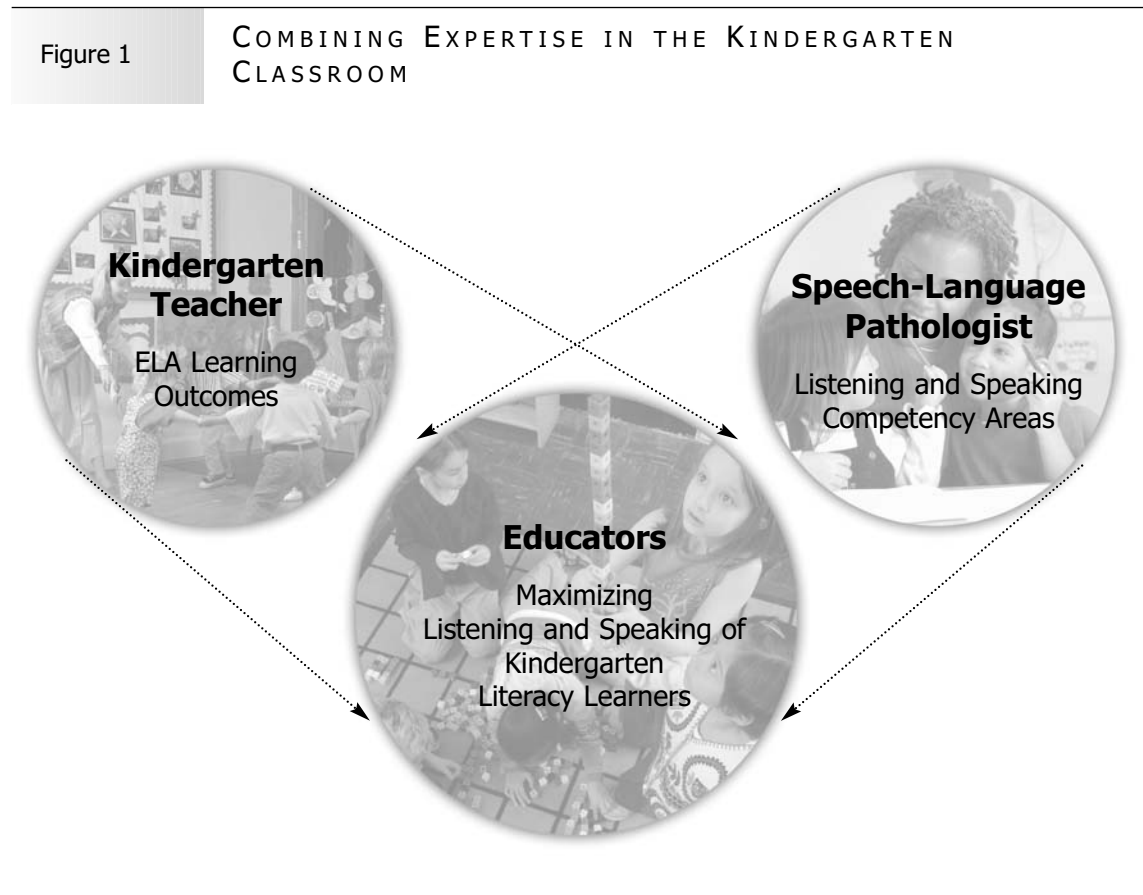 Figure 1
COMBINING EXPERTISE IN THE KINDERGARTEN
CLASSROOM
Kindergarten
Teacher
ELA Learning
Outcomes
Speech-Language
Pathologist
Listening and Speaking
Competency Areas
Educators
Maximizing
Listening and Speaking of
Kindergarten
Literacy Learners